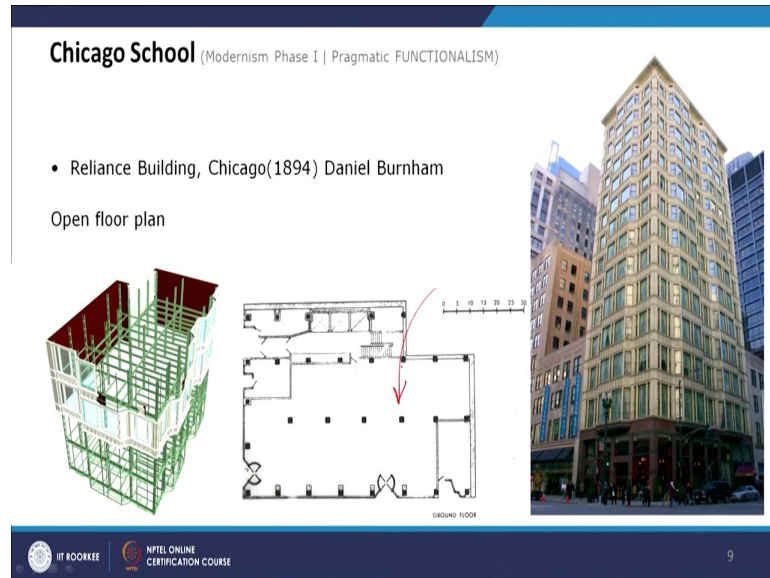 Chicago School (Modernism Phase I | Pragmatic FUNCTIONALISM)
• Reliance Building, Chicago(1894) Daniel Burnham
Open floor plan
0 5 10 15 20 25 30
GROUND FLOOR
IIT ROORKEE
NPTEL ONLINE
CERTIFICATION COURSE
9